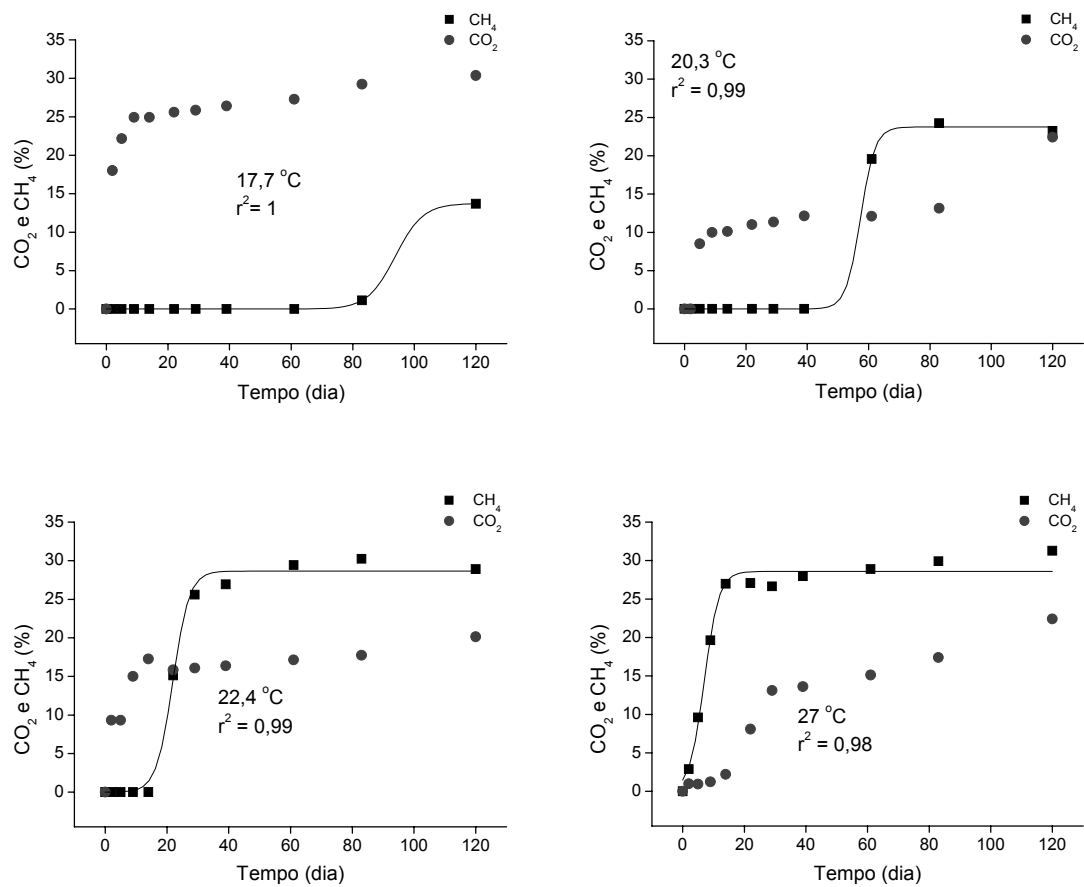 CH₄
CO₂
35
30
25
20
15
10
5
0
CO₂ e CH₄ (%)
17,7 °C
r² = 1
0 20 40 60 80 100 120
Tempo (dia)
CH₄
CO₂
35
30
25
20
15
10
5
0
CO₂ e CH₄ (%)
20,3 °C
r² = 0,99
0 20 40 60 80 100 120
Tempo (dia)
CH₄
CO₂
35
30
25
20
15
10
5
0
CO₂ e CH₄ (%)
22,4 °C
r² = 0,99
0 20 40 60 80 100 120
Tempo (dia)
CH₄
CO₂
35
30
25
20
15
10
5
0
CO₂ e CH₄ (%)
27 °C
r² = 0,98
0 20 40 60 80 100 120
Tempo (dia)